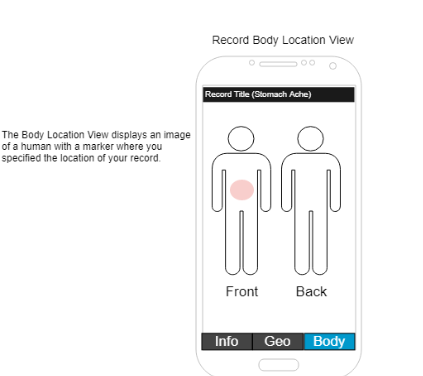 Record Body Location View
Record Title (Stomach Ache)
The Body Location View displays an image
of a human with a marker where you
specified the location of your record.
Front Back
Info Geo Body